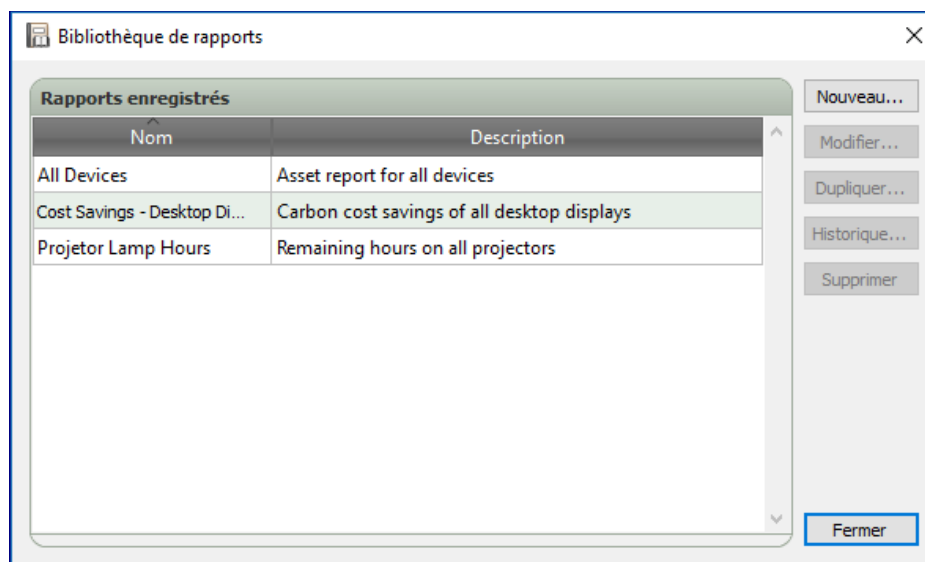 Bibliothèque de rapports
Rapports enregistrés
Nom Description
All Devices Asset report for all devices
Cost Savings - Desktop Di... Carbon cost savings of all desktop displays
Projetor Lamp Hours Remaining hours on all projectors
Nouveau...
Modifier...
Dupliquer...
Historique...
Supprimer
Fermer